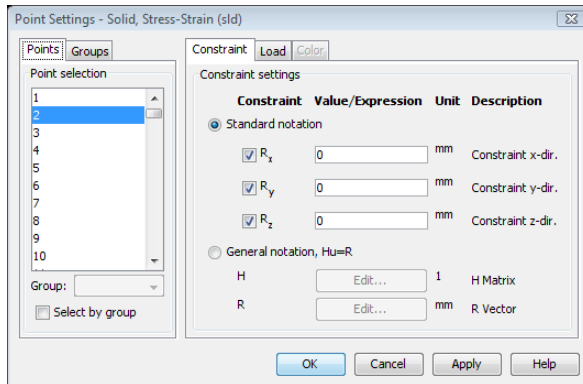 Point Settings - Solid, Stress-Strain (sld)
Points Groups
Point selection
1
2
3
4
5
6
7
8
9
10
Group:
Select by group
Constraint Load Color
Constraint settings
Constraint Value/Expression Unit Description
Standard notation
Rx 0 mm Constraint x-dir.
Ry 0 mm Constraint y-dir.
Rz 0 mm Constraint z-dir.
General notation, Hu=R
H Edit... 1 H Matrix
R Edit... mm R Vector
OK Cancel Apply Help